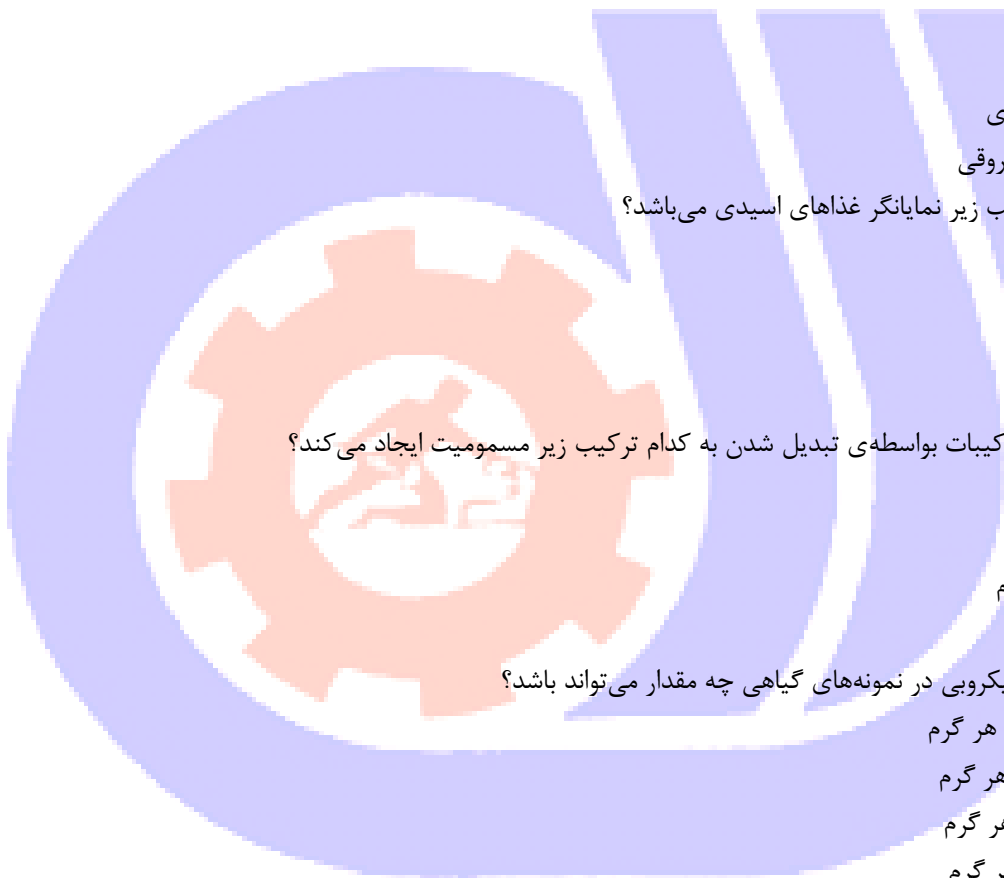 ی
روقی
ب زیر نمایانگر غذاهای اسیدی می‌باشد؟
کیبات بواسطه‌ی تبدیل شدن به کدام ترکیب زیر مسمومیت ایجاد می‌کند؟
م
یکروبی در نمونه‌های گیاهی چه مقدار می‌تواند باشد؟
هر گرم
هر گرم
هر گرم
ر گرم